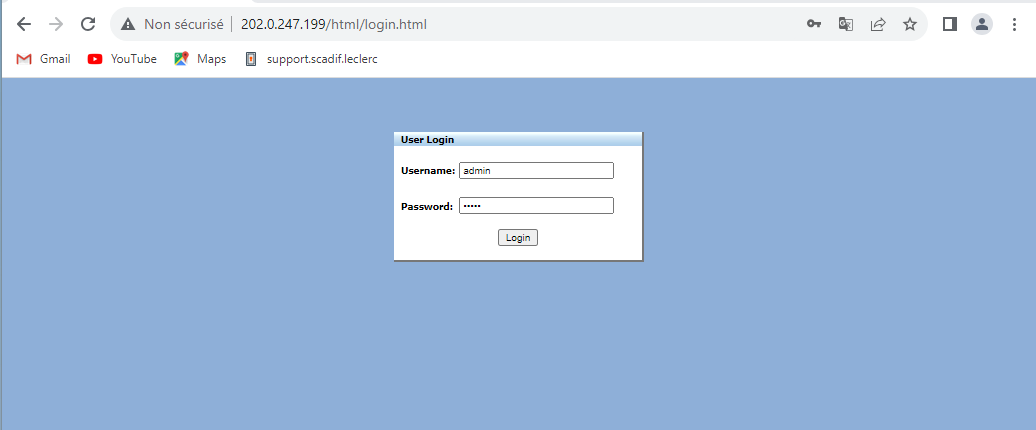 Non sécurisé 202.0.247.199/html/login.html
Gmail YouTube Maps support.scadif.leclerc
User Login
Username: admin
Password: •••••
Login